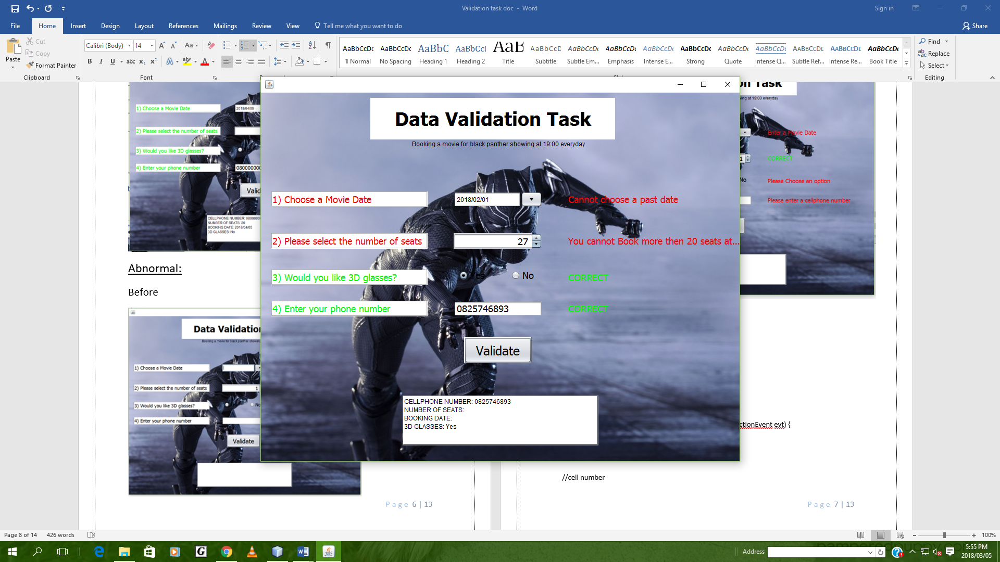 Validation task doc - Word
Sign in
File Home Insert Design Layout References Mailings Review View Tell me what you want to do
Share
Paste
Cut
Copy
Format Painter
Clipboard
Calibri (Body) 14
Font
AaBbCcDc AaBbCcDc AaBbC AaBbCcl AaB AaBbCcD AaBbCcDt AaBbCcDt AaBbCcDt AaBbCcDc AaBbCcDt AaBbCcDt AABBCCDE AABBCCDE AaBbCcDt
¶ Normal No Spacing Heading 1 Heading 2 Title Subtitle Subtle Em... Emphasis Intense E... Strong Quote Intense Q... Subtle Ref... Intense Re... Book Title
Find
Replace
Select
Editing
1) Choose a Movie Date
2018/04/05
2) Please select the number of seats
3) Would you like 3D glasses?
4) Enter your phone number
08000000
Valid
CELLPHONE NUMBER: 0800000
NUMBER OF SEATS: 20
BOOKING DATE: 2018/04/05
3D GLASSES: No
Abnormal:
Before
Data Validation
Booking a movie for black panther showing
1) Choose a Movie Date
2) Please select the number of seats
1
3) Would you like 3D glasses?
No
4) Enter your phone number
Validate
Page 6 | 13
Data Validation Task
Booking a movie for black panther showing at 19:00 everyday
1) Choose a Movie Date
2018/02/01
Cannot choose a past date
2) Please select the number of seats
27
You cannot Book more then 20 seats at...
3) Would you like 3D glasses?
Yes
No
CORRECT
4) Enter your phone number
0825746893
CORRECT
Validate
CELLPHONE NUMBER: 0825746893
NUMBER OF SEATS:
BOOKING DATE:
3D GLASSES: Yes
on Task
wing at 19:00 everyday
Enter a Movie Date
1
CORRECT
No
Please Choose an option
Please enter a cellphone number
ctionEvent evt) {
//cell number
Page 7 | 13
Page 8 of 14 426 words
100%
Address
5:55 PM
2018/03/05